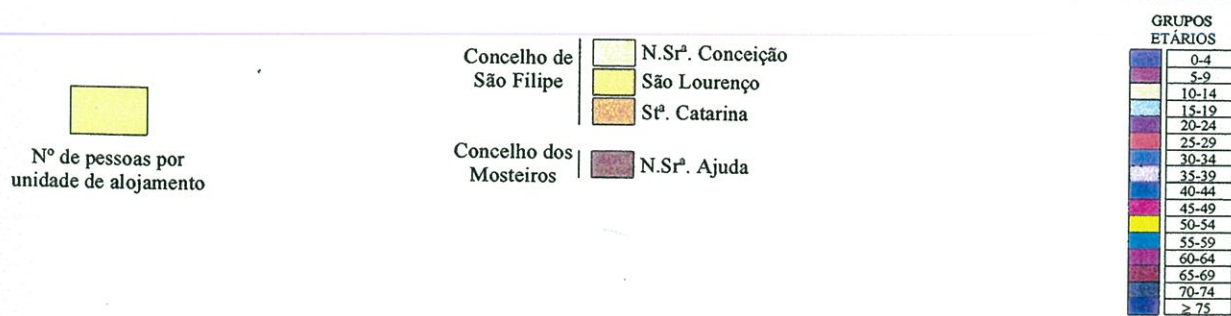 Nº de pessoas por
unidade de alojamento
Concelho de
São Filipe
N.Srª. Conceição
São Lourenço
Stª. Catarina
Concelho dos
Mosteiros
N.Srª. Ajuda
GRUPOS
ETÁRIOS
0-4
5-9
10-14
15-19
20-24
25-29
30-34
35-39
40-44
45-49
50-54
55-59
60-64
65-69
70-74
≥ 75